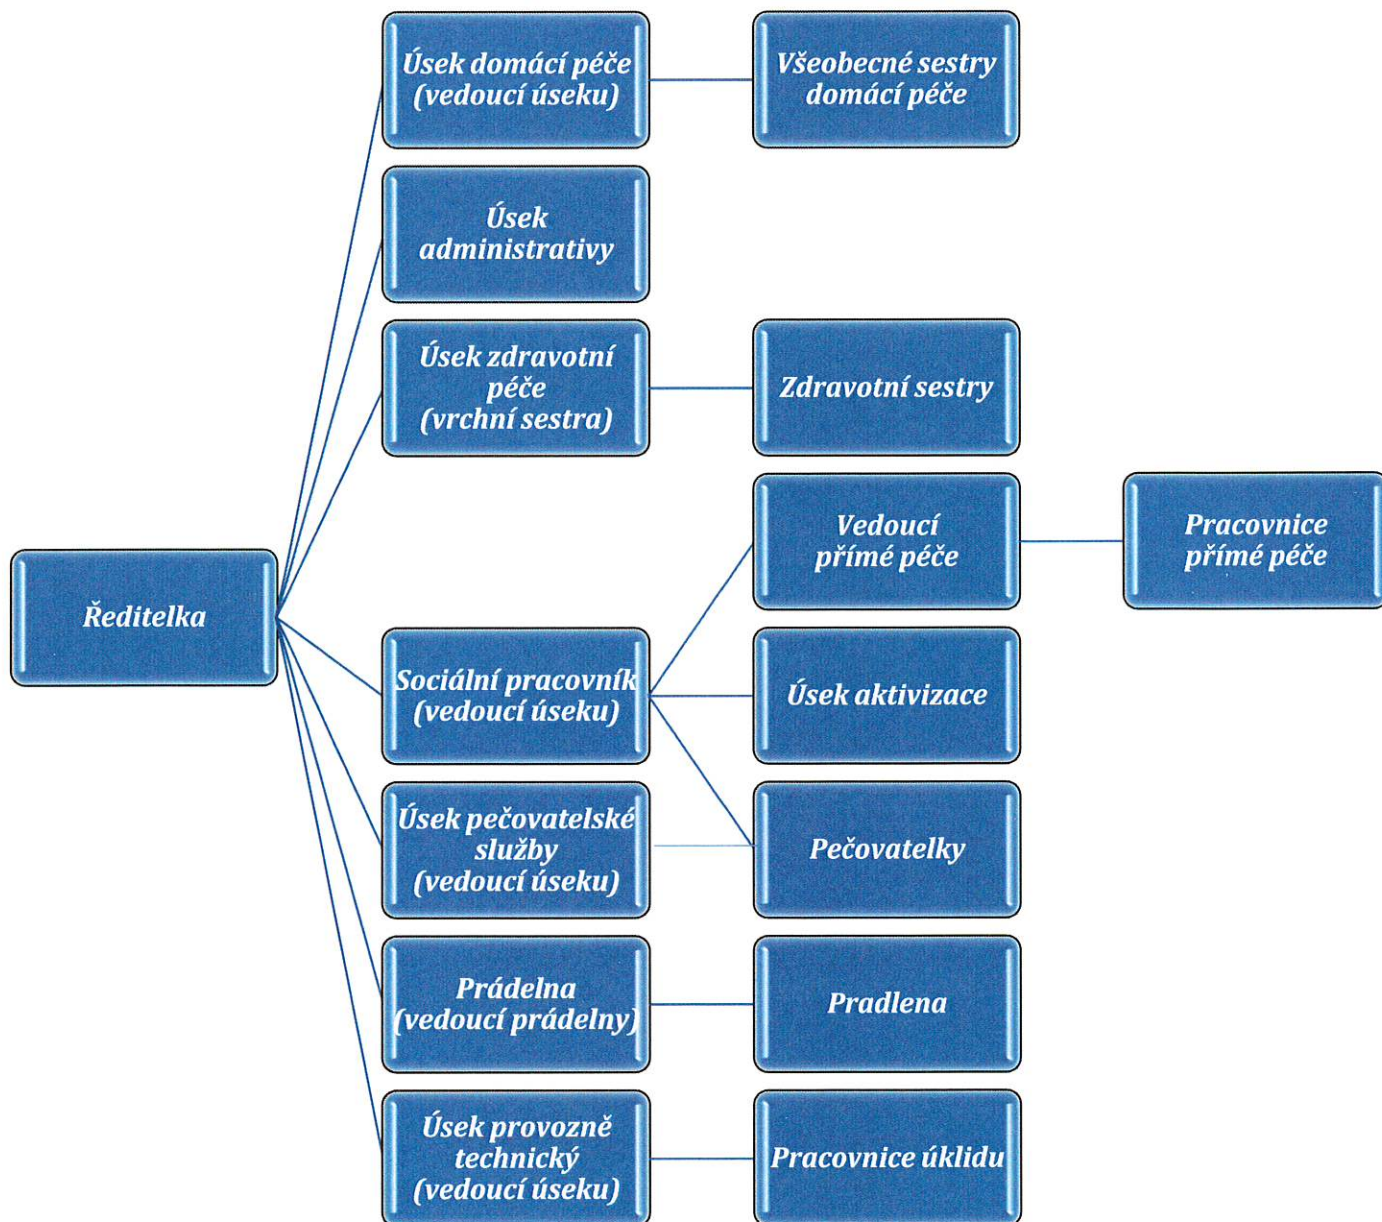 Úsek domácí péče
(vedoucí úseku)
Všeobecné sestry
domácí péče
Úsek
administrativy
Úsek zdravotní
péče
(vrchní sestra)
Zdravotní sestry
Vedoucí
přímé péče
Pracovnice
přímé péče
Ředitelka
Sociální pracovník
(vedoucí úseku)
Úsek aktivizace
Úsek pečovatelské
služby
(vedoucí úseku)
Pečovatelky
Prádelna
(vedoucí prádelny)
Pradlena
Úsek provozně
technický
(vedoucí úseku)
Pracovnice úklidu